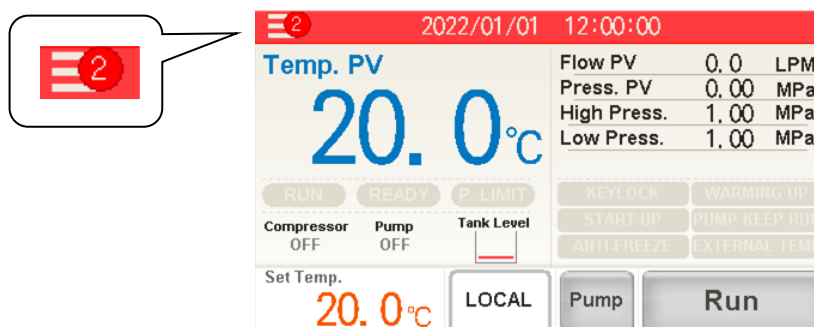 2
2 2022/01/01 12:00:00
Temp. PV
20.0℃
Flow PV 0.0 LPM
Press. PV 0.00 MPa
High Press. 1.00 MPa
Low Press. 1.00 MPa
RUN READY P. LIMIT
KEYLOCK WARMING UP
START-UP PUMP KEEP RUN
ANTI-FREEZE EXTERNAL TEMP
Compressor Pump Tank Level
OFF OFF
Set Temp.
20.0℃
LOCAL Pump Run